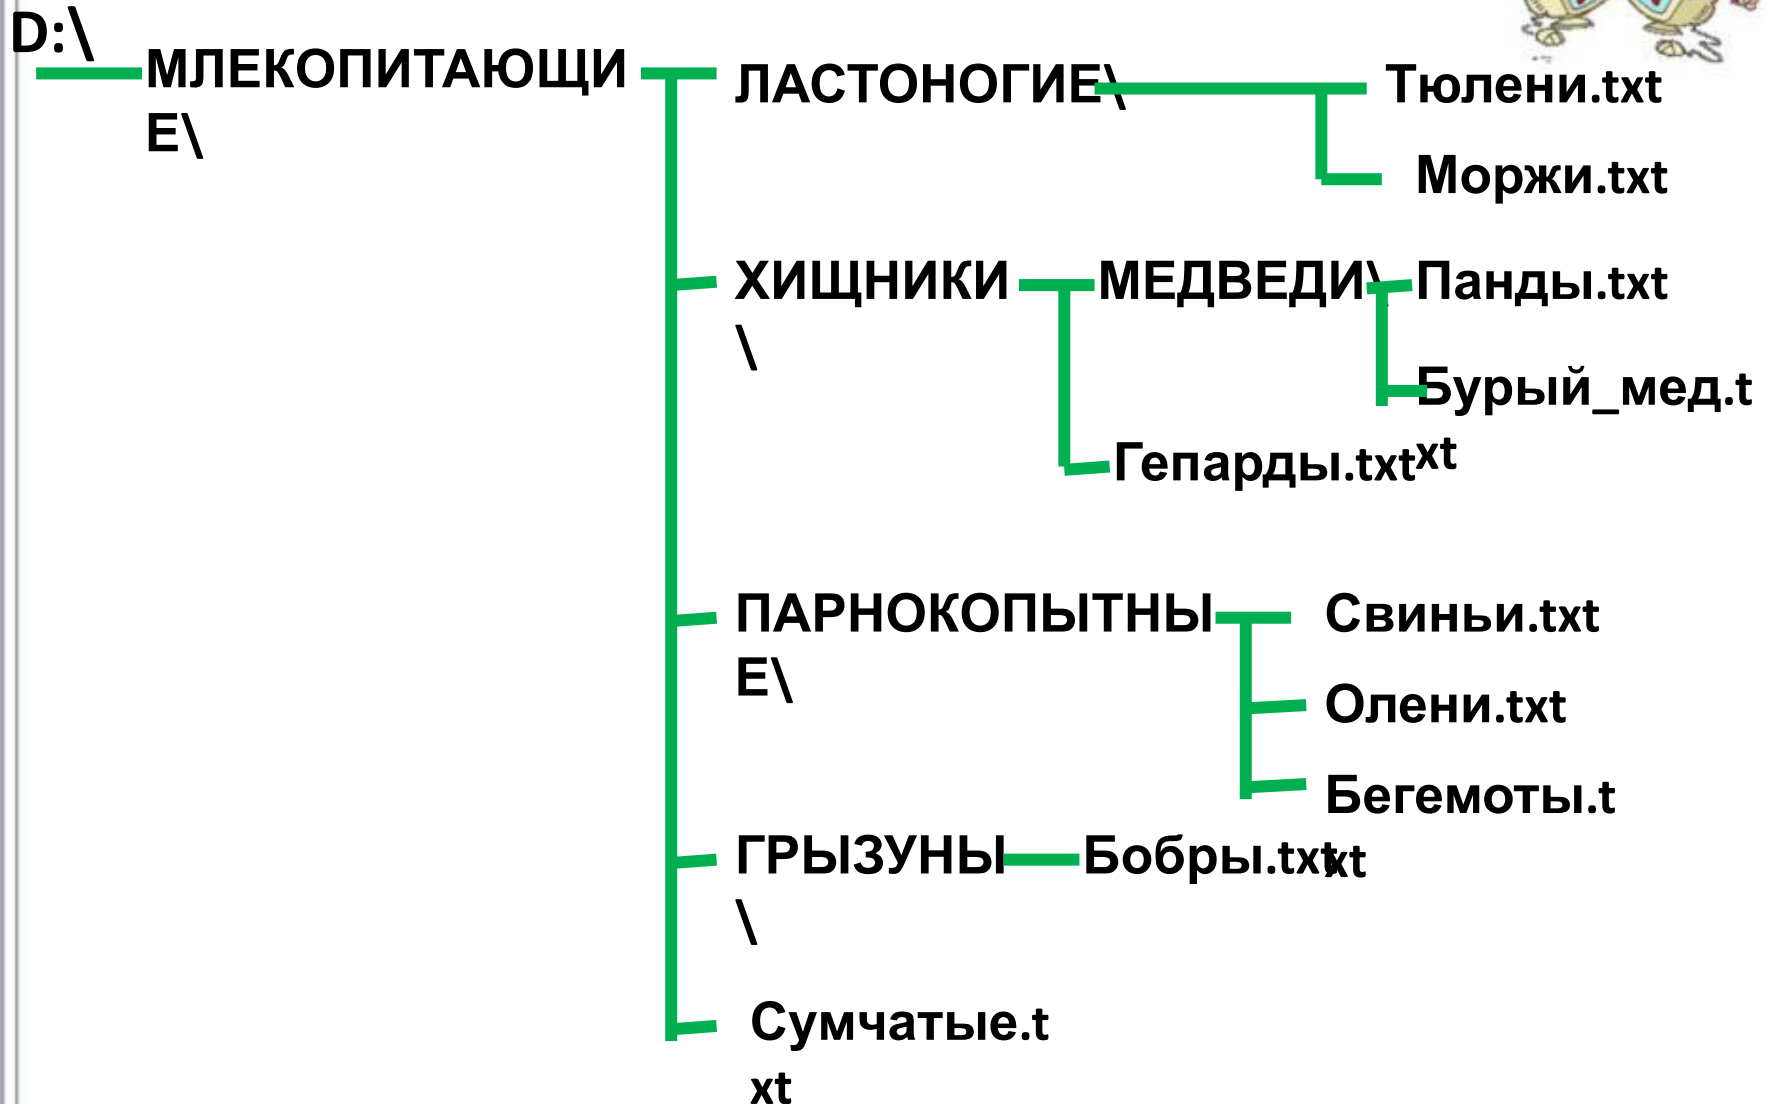 D:\
МЛЕКОПИТАЮЩИ
Е\
ЛАСТОНОГИЕ\
Тюлени.txt
Моржи.txt
ХИЩНИКИ
\
МЕДВЕДИ\
Панды.txt
Бурый_мед.t
xt
Гепарды.txt
ПАРНОКОПЫТНЫ
Е\
Свиньи.txt
Олени.txt
Бегемоты.t
xt
ГРЫЗУНЫ
\
Бобры.txt
Сумчатые.t
xt